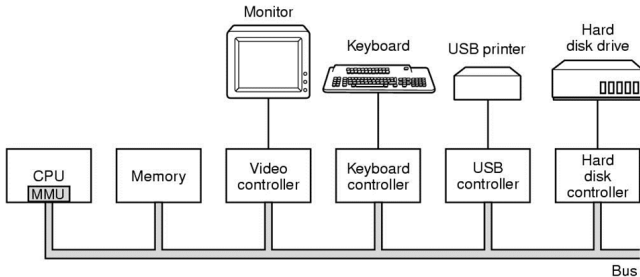 Monitor
Keyboard
USB printer
Hard
disk drive
CPU
MMU
Memory
Video
controller
Keyboard
controller
USB
controller
Hard
disk
controller
Bus